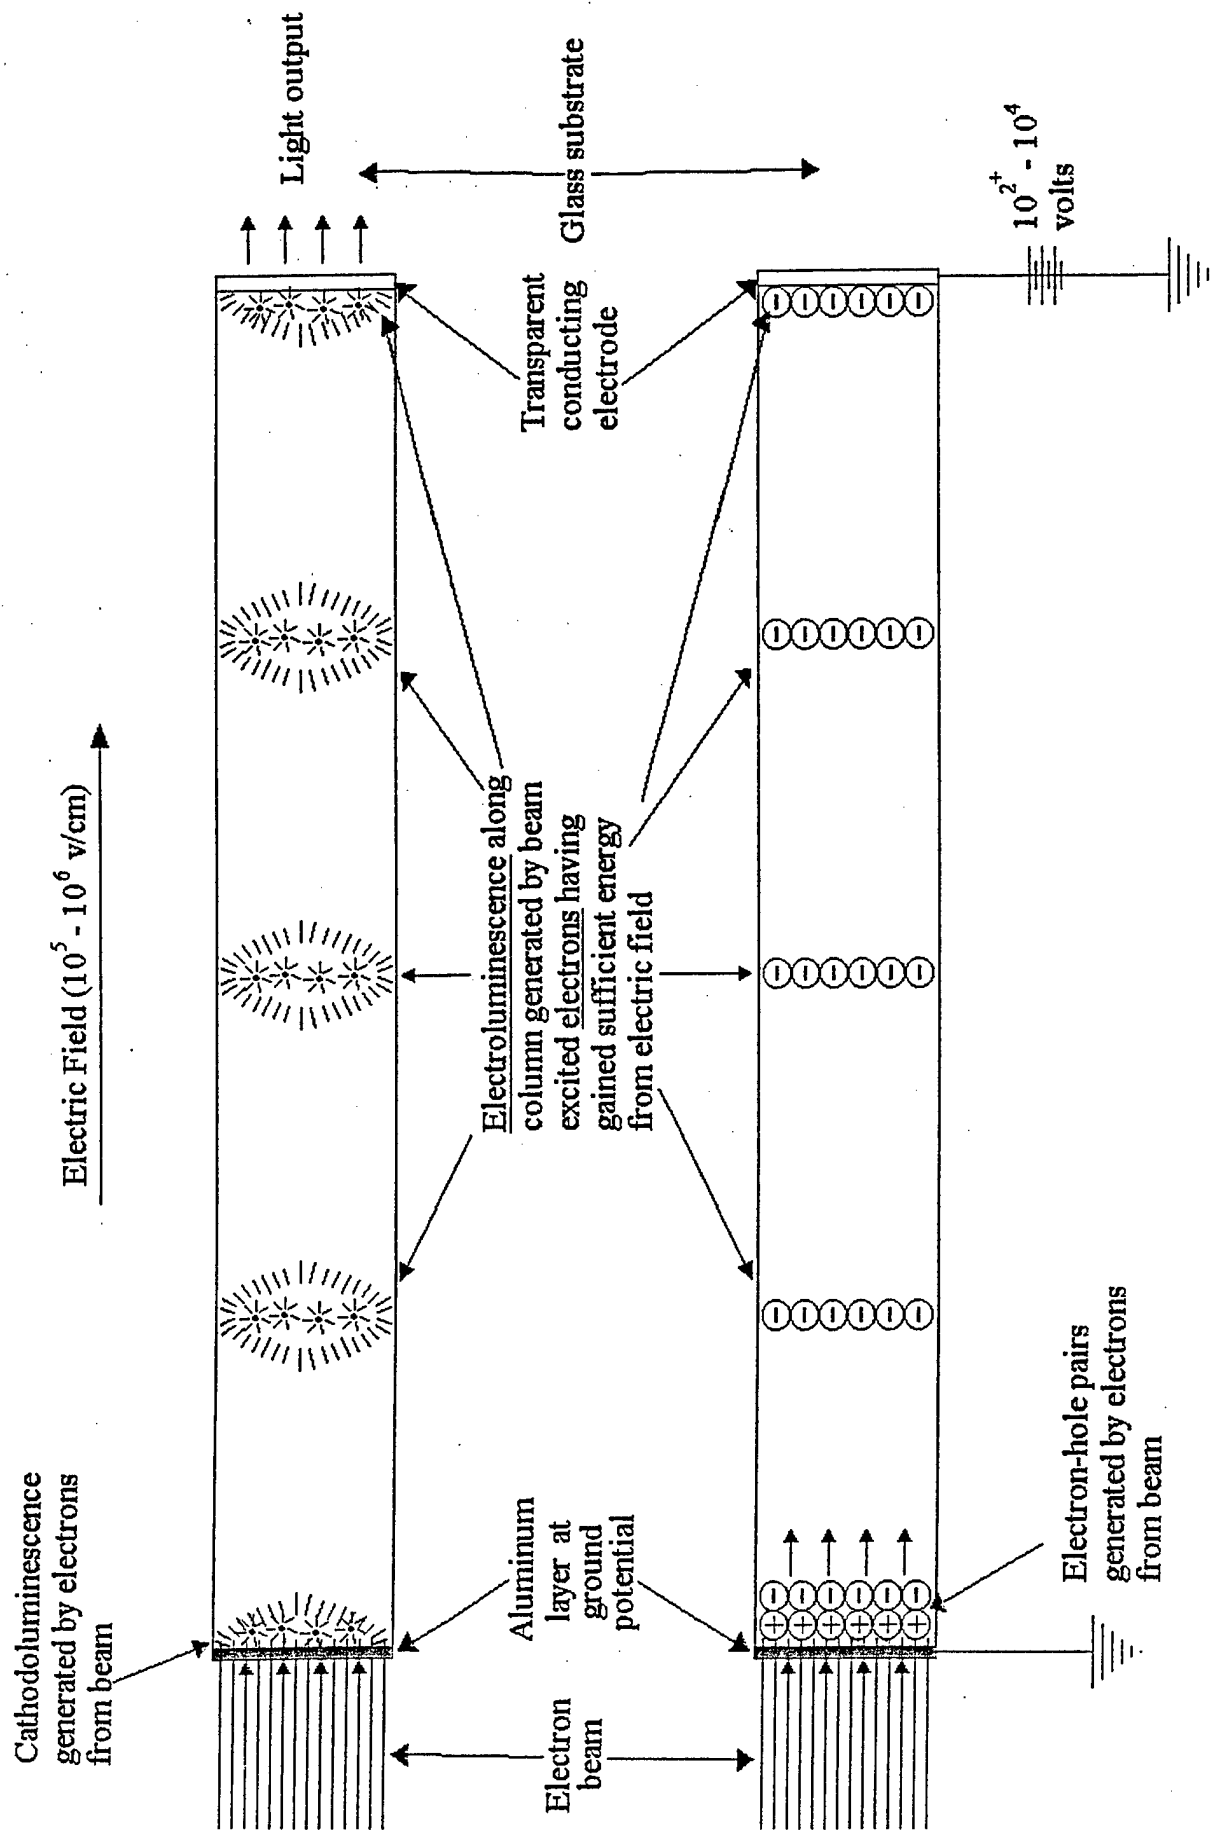 Electric Field (10⁵ - 10⁶ v/cm)
Cathodoluminescence
generated by electrons
from beam
Light output
Electron
beam
Aluminum
layer at
ground
potential
Electroluminescence along
column generated by beam
excited electrons having
gained sufficient energy
from electric field
Transparent
conducting
electrode
Glass substrate
Electron-hole pairs
generated by electrons
from beam
10²⁺ - 10⁴
volts